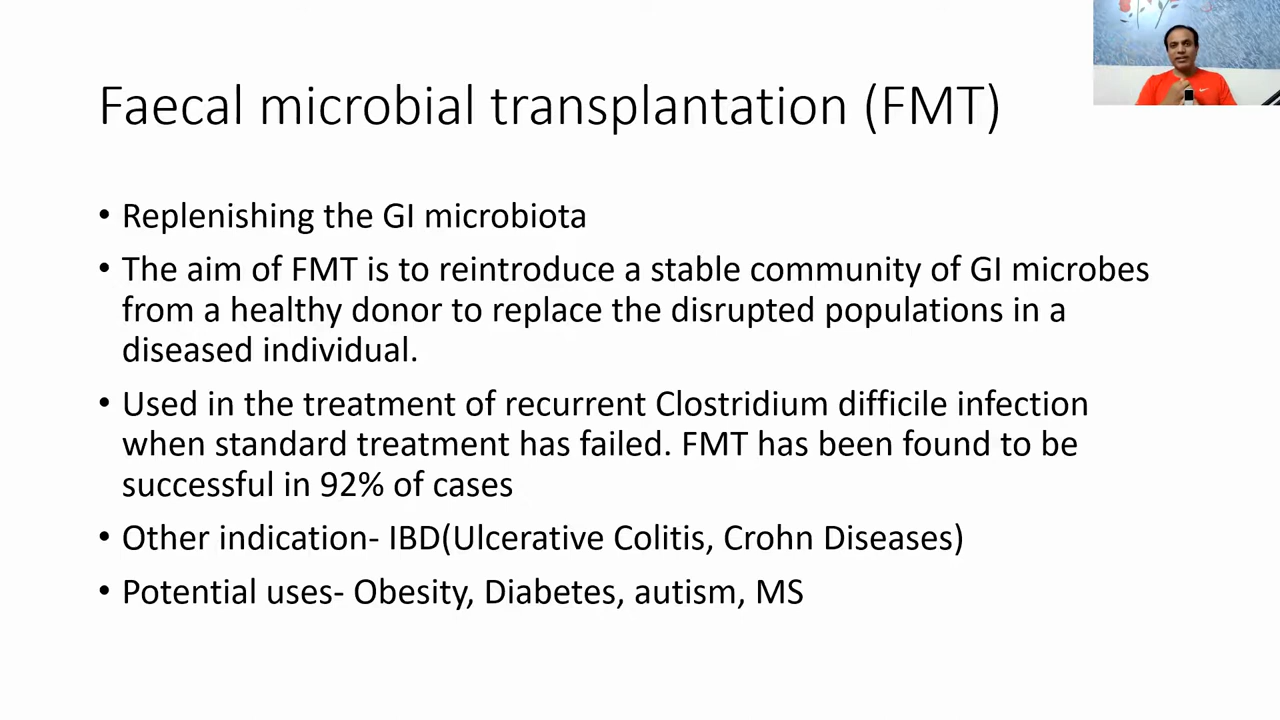 Faecal microbial transplantation (FMT)
• Replenishing the GI microbiota
• The aim of FMT is to reintroduce a stable community of GI microbes
from a healthy donor to replace the disrupted populations in a
diseased individual.
• Used in the treatment of recurrent Clostridium difficile infection
when standard treatment has failed. FMT has been found to be
successful in 92% of cases
• Other indication- IBD(Ulcerative Colitis, Crohn Diseases)
• Potential uses- Obesity, Diabetes, autism, MS